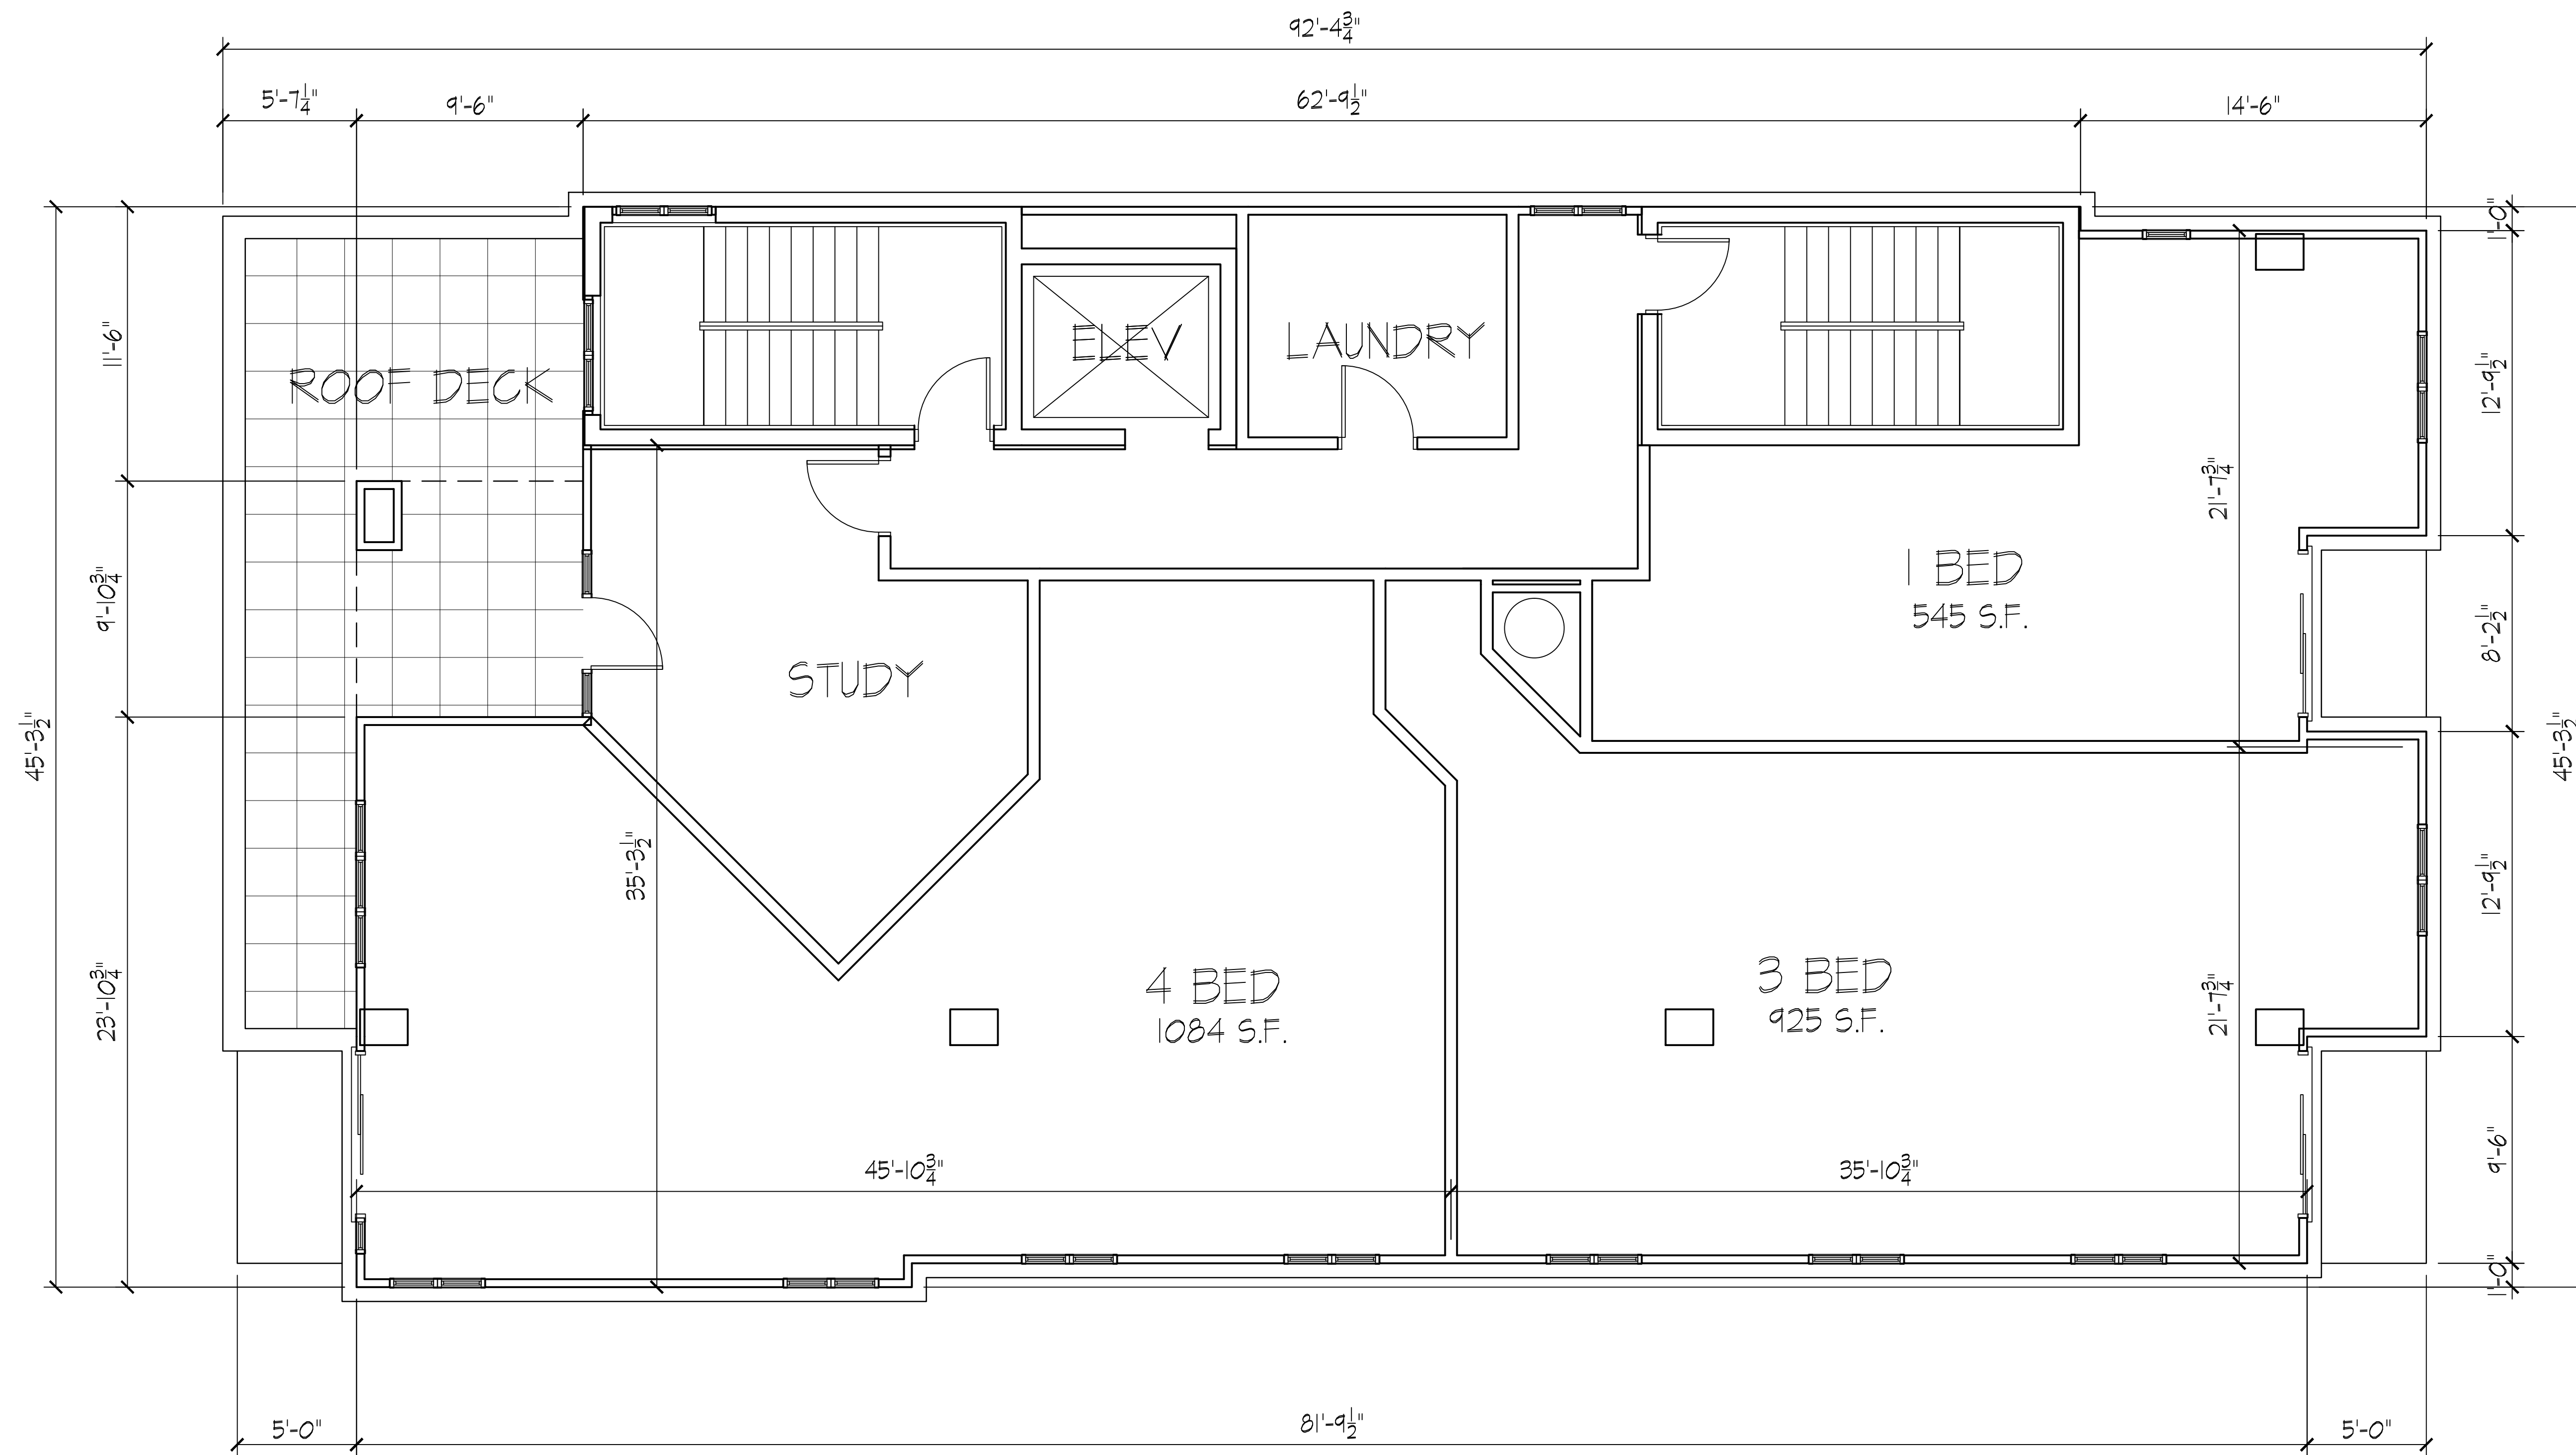 92'-4¾"
5'-7¼"
9'-6"
62'-9½"
14'-6"
1'-0"
11'-6"
ELEV
LAUNDRY
ROOF DECK
12'-9½"
21'-7¾"
1 BED
545 S.F.
9'-10¾"
8'-2½"
STUDY
45'-3½"
45'-3½"
35'-3½"
12'-9½"
4 BED
1084 S.F.
3 BED
925 S.F.
23'-10¾"
21'-7¾"
45'-10¾"
35'-10¾"
9'-6"
1'-0"
5'-0"
81'-9½"
5'-0"